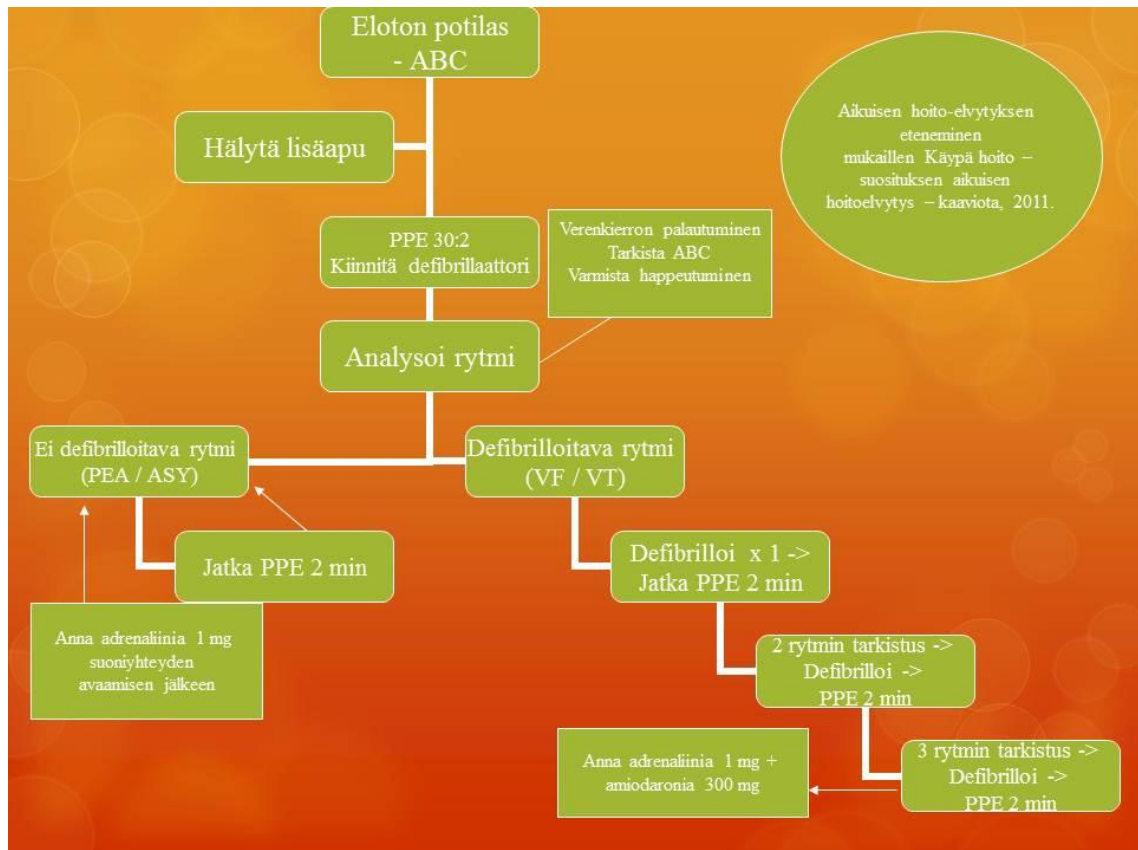 Eloton potilas
- ABC
Hälytä lisäapu
Aikuisen hoito-elvytyksen
eteneminen
mukaillen Käypä hoito –
suosituksen aikuisen
hoitoelvytys – kaaviota, 2011.
PPE 30:2
Kiinnitä defibrillaattori
Verenkierron palautuminen
Tarkista ABC
Varmista happeutuminen
Analysoi rytmi
Ei defibrilloitava rytmi
(PEA / ASY)
Defibrilloitava rytmi
(VF / VT)
Jatka PPE 2 min
Defibrilloi x 1 ->
Jatka PPE 2 min
Anna adrenaliinia 1 mg
suoniyhteyden
avaamisen jälkeen
2 rytmin tarkistus ->
Defibrilloi ->
PPE 2 min
Anna adrenaliinia 1 mg +
amiodaronia 300 mg
3 rytmin tarkistus ->
Defibrilloi ->
PPE 2 min